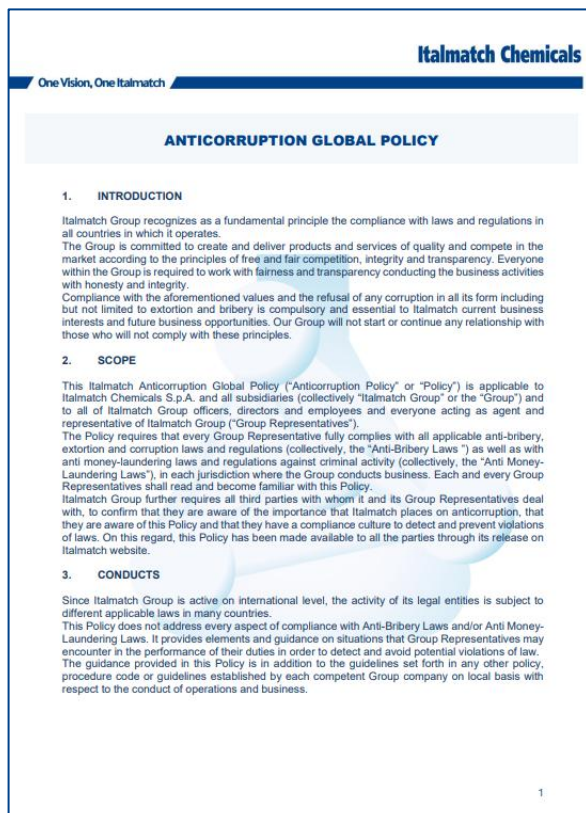 Italmatch Chemicals
One Vision, One Italmatch
ANTICORRUPTION GLOBAL POLICY
1. INTRODUCTION
Italmatch Group recognizes as a fundamental principle the compliance with laws and regulations in
all countries in which it operates.
The Group is committed to create and deliver products and services of quality and compete in the
market according to the principles of free and fair competition, integrity and transparency. Everyone
within the Group is required to work with fairness and transparency conducting the business activities
with honesty and integrity.
Compliance with the aforementioned values and the refusal of any corruption in all its form including
but not limited to extortion and bribery is compulsory and essential to Italmatch current business
interests and future business opportunities. Our Group will not start or continue any relationship with
those who will not comply with these principles.
2. SCOPE
This Italmatch Anticorruption Global Policy (“Anticorruption Policy” or “Policy”) is applicable to
Italmatch Chemicals S.p.A. and all subsidiaries (collectively “Italmatch Group” or the “Group”) and
to all of Italmatch Group officers, directors and employees and everyone acting as agent and
representative of Italmatch Group (“Group Representatives”).
The Policy requires that every Group Representative fully complies with all applicable anti-bribery,
extortion and corruption laws and regulations (collectively, the “Anti-Bribery Laws ”) as well as with
anti money-laundering laws and regulations against criminal activity (collectively, the “Anti Money-
Laundering Laws”), in each jurisdiction where the Group conducts business. Each and every Group
Representatives shall read and become familiar with this Policy.
Italmatch Group further requires all third parties with whom it and its Group Representatives deal
with, to confirm that they are aware of the importance that Italmatch places on anticorruption, that
they are aware of this Policy and that they have a compliance culture to detect and prevent violations
of laws. On this regard, this Policy has been made available to all the parties through its release on
Italmatch website.
3. CONDUCTS
Since Italmatch Group is active on international level, the activity of its legal entities is subject to
different applicable laws in many countries.
This Policy does not address every aspect of compliance with Anti-Bribery Laws and/or Anti Money-
Laundering Laws. It provides elements and guidance on situations that Group Representatives may
encounter in the performance of their duties in order to detect and avoid potential violations of law.
The guidance provided in this Policy is in addition to the guidelines set forth in any other policy,
procedure code or guidelines established by each competent Group company on local basis with
respect to the conduct of operations and business.
1